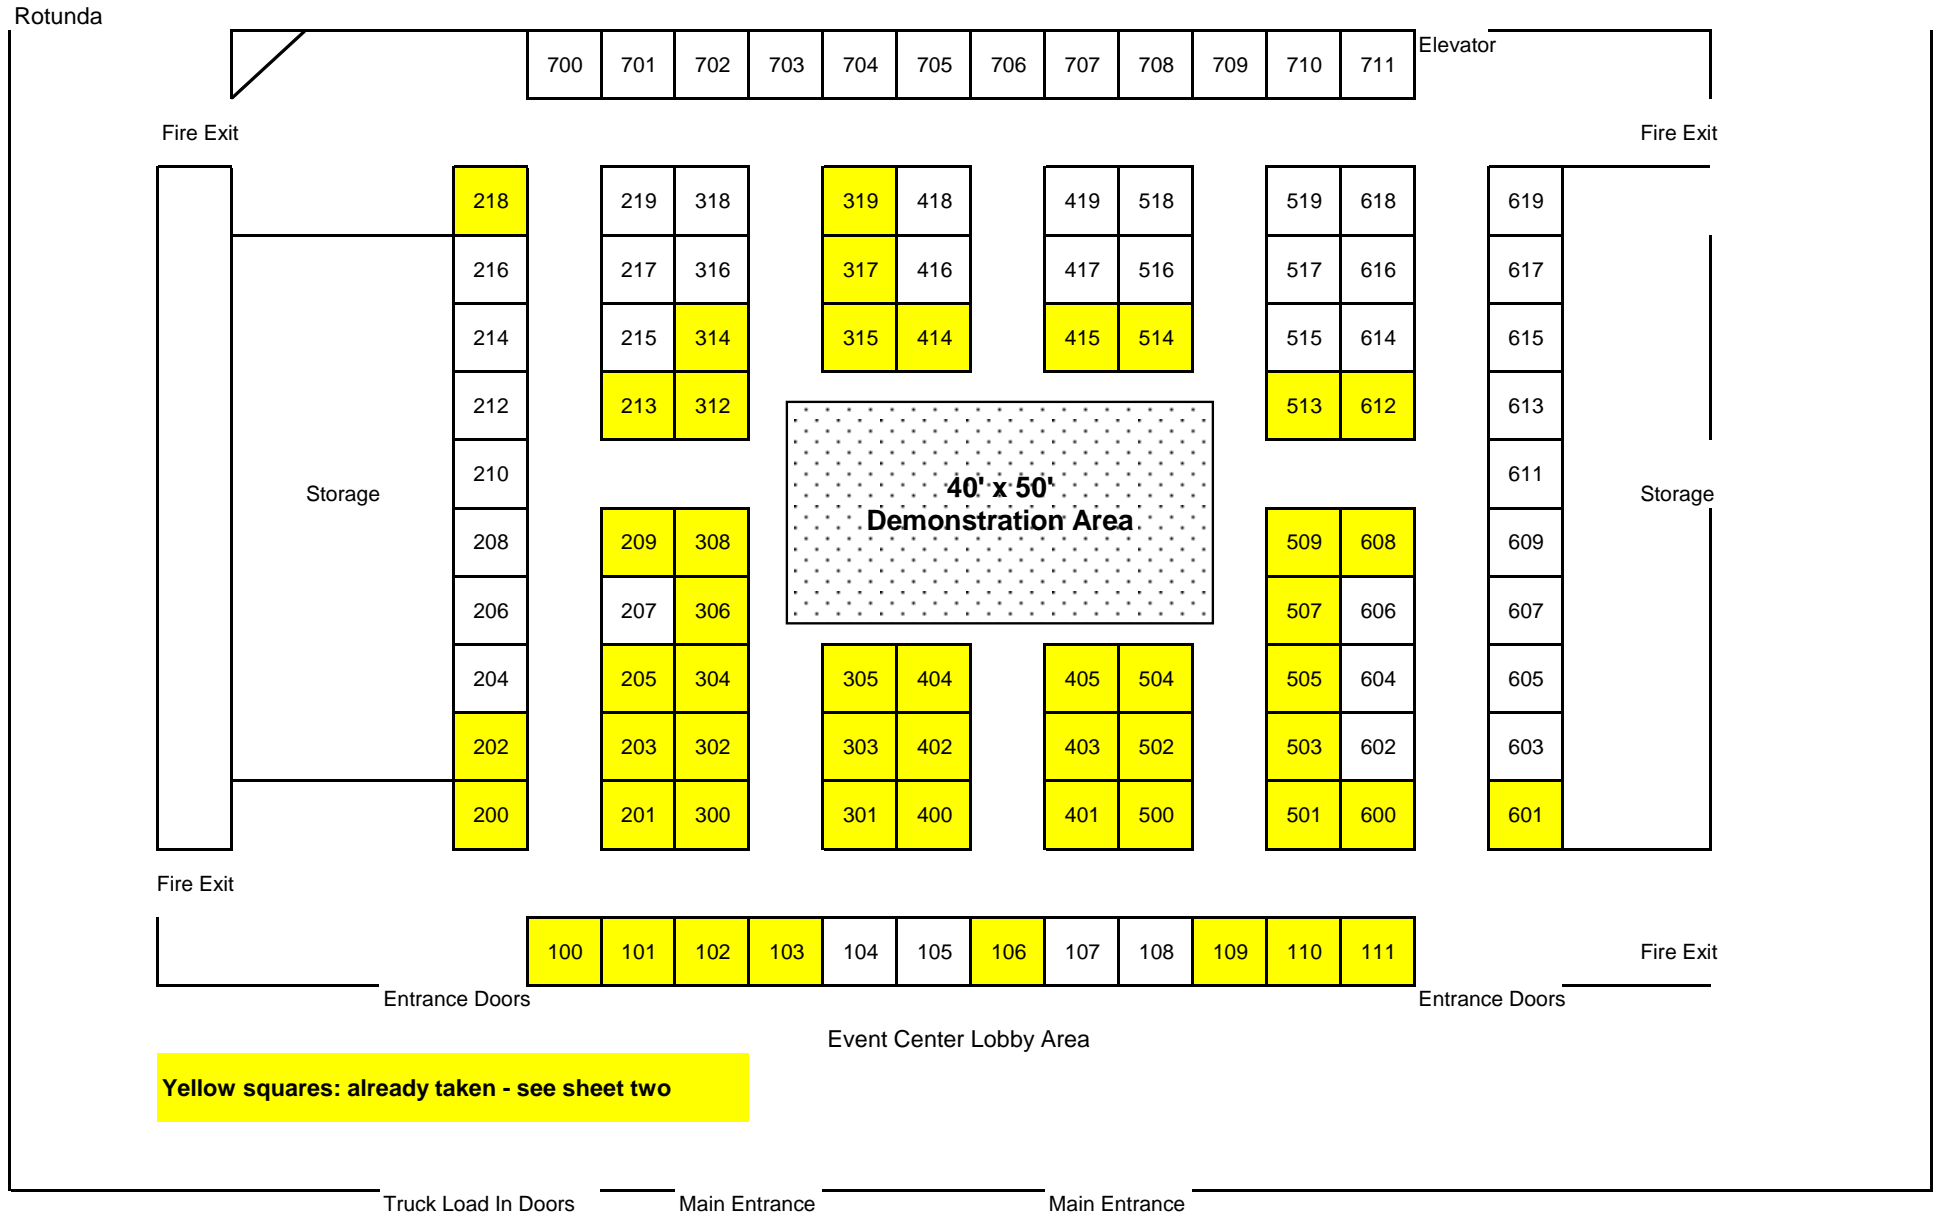 Rotunda
700 701 702 703 704 705 706 707 708 709 710 711 Elevator
Fire Exit Fire Exit
218 219 318 319 418 419 518 519 618 619
216 217 316 317 416 417 516 517 616 617
214 215 314 315 414 415 514 515 614 615
212 213 312 513 612 613
210 611
Storage 40' x 50' Storage
Demonstration Area
208 209 308 509 608 609
206 207 306 507 606 607
204 205 304 305 404 405 504 505 604 605
202 203 302 303 402 403 502 503 602 603
200 201 300 301 400 401 500 501 600 601
Fire Exit
100 101 102 103 104 105 106 107 108 109 110 111 Fire Exit
Entrance Doors Entrance Doors
Event Center Lobby Area
Yellow squares: already taken - see sheet two
Truck Load In Doors Main Entrance Main Entrance